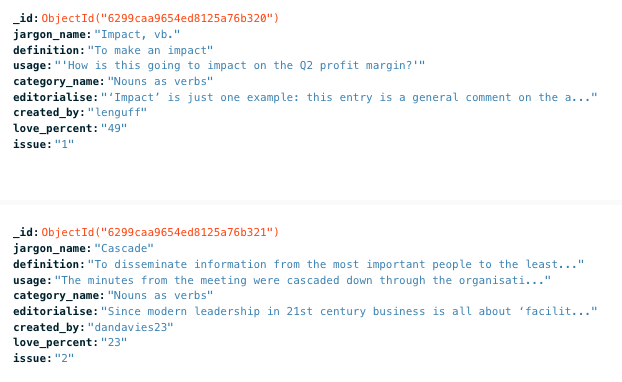 _id: ObjectId("6299caa9654ed8125a76b320")
jargon_name: "Impact, vb."
definition: "To make an impact"
usage: "'How is this going to impact on the Q2 profit margin?'"
category_name: "Nouns as verbs"
editorialise: "‘Impact’ is just one example: this entry is a general comment on the a..."
created_by: "lenguff"
love_percent: "49"
issue: "1"
_id: ObjectId("6299caa9654ed8125a76b321")
jargon_name: "Cascade"
definition: "To disseminate information from the most important people to the least..."
usage: "The minutes from the meeting were cascaded down through the organisati..."
category_name: "Nouns as verbs"
editorialise: "Since modern leadership in 21st century business is all about ‘facilit..."
created_by: "dandavies23"
love_percent: "23"
issue: "2"